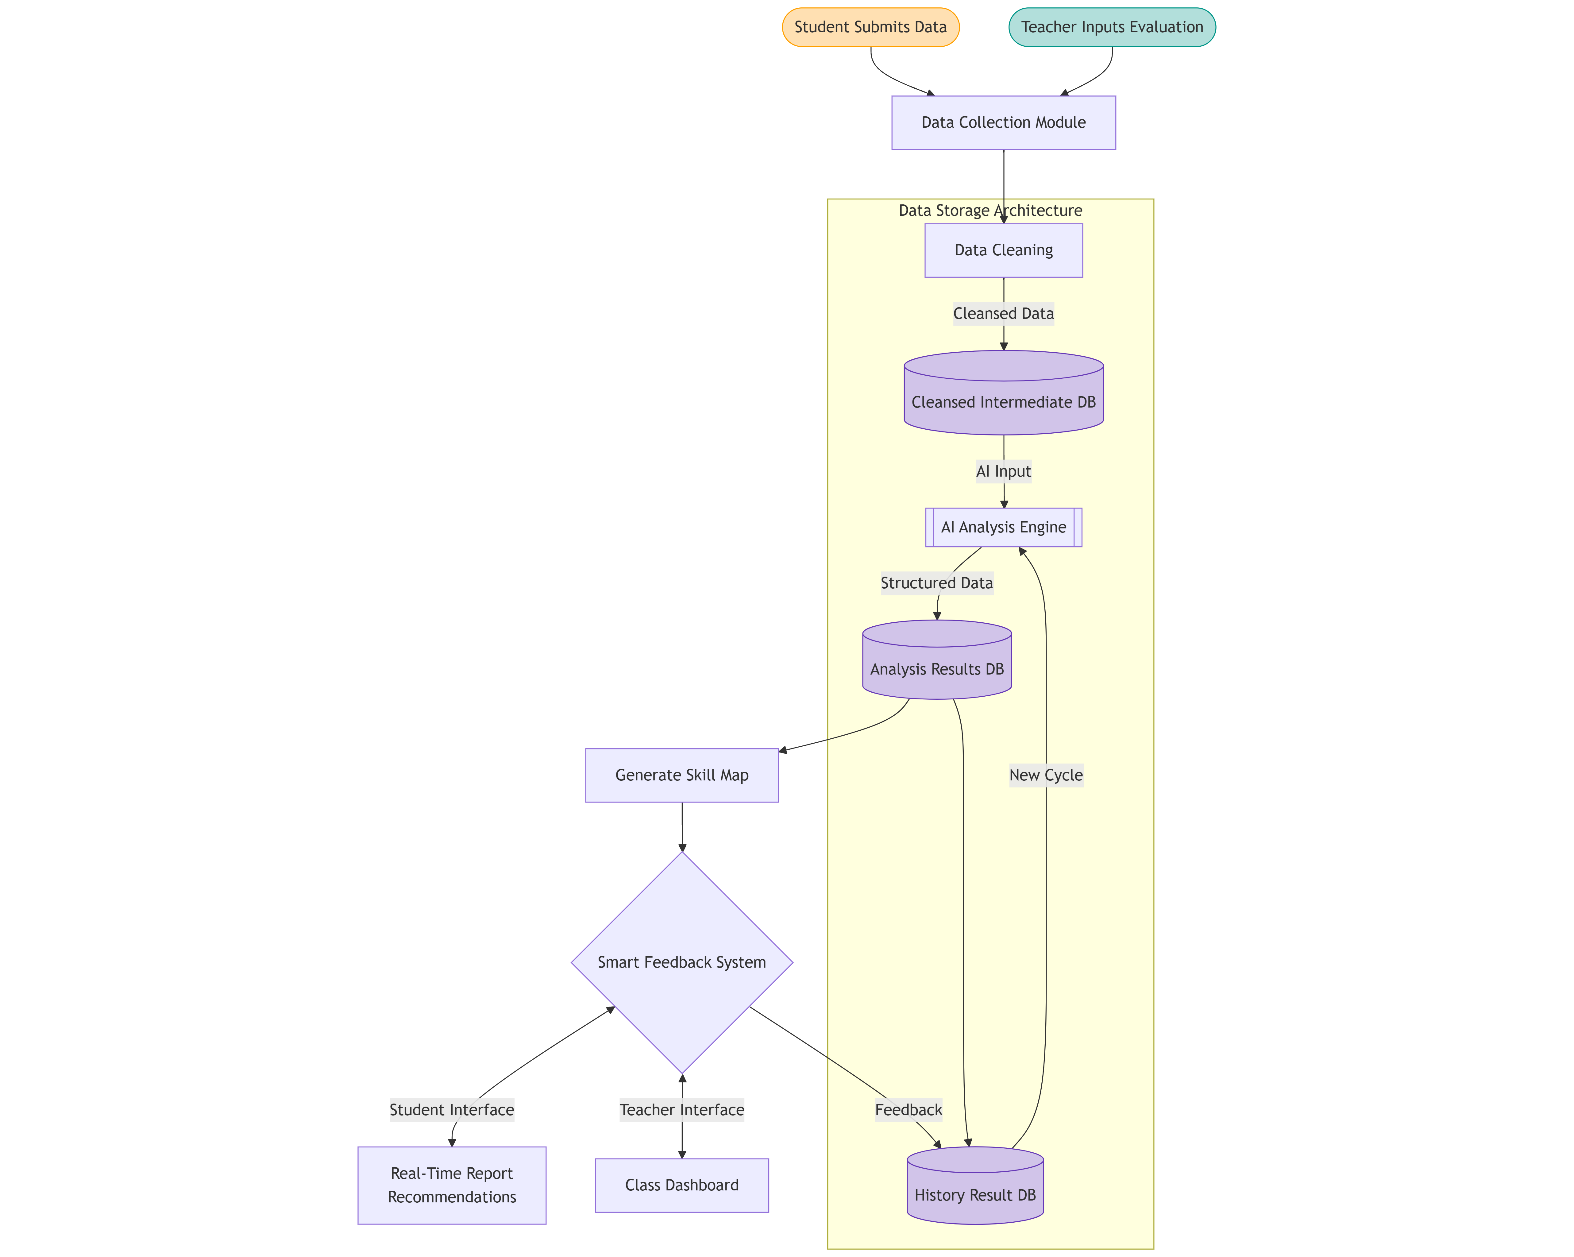 Student Submits Data
Teacher Inputs Evaluation
Data Collection Module
Data Storage Architecture
Data Cleaning
Cleansed Data
Cleansed Intermediate DB
AI Input
AI Analysis Engine
Structured Data
Analysis Results DB
Generate Skill Map
New Cycle
Smart Feedback System
Student Interface
Teacher Interface
Feedback
Real-Time Report
Recommendations
Class Dashboard
History Result DB